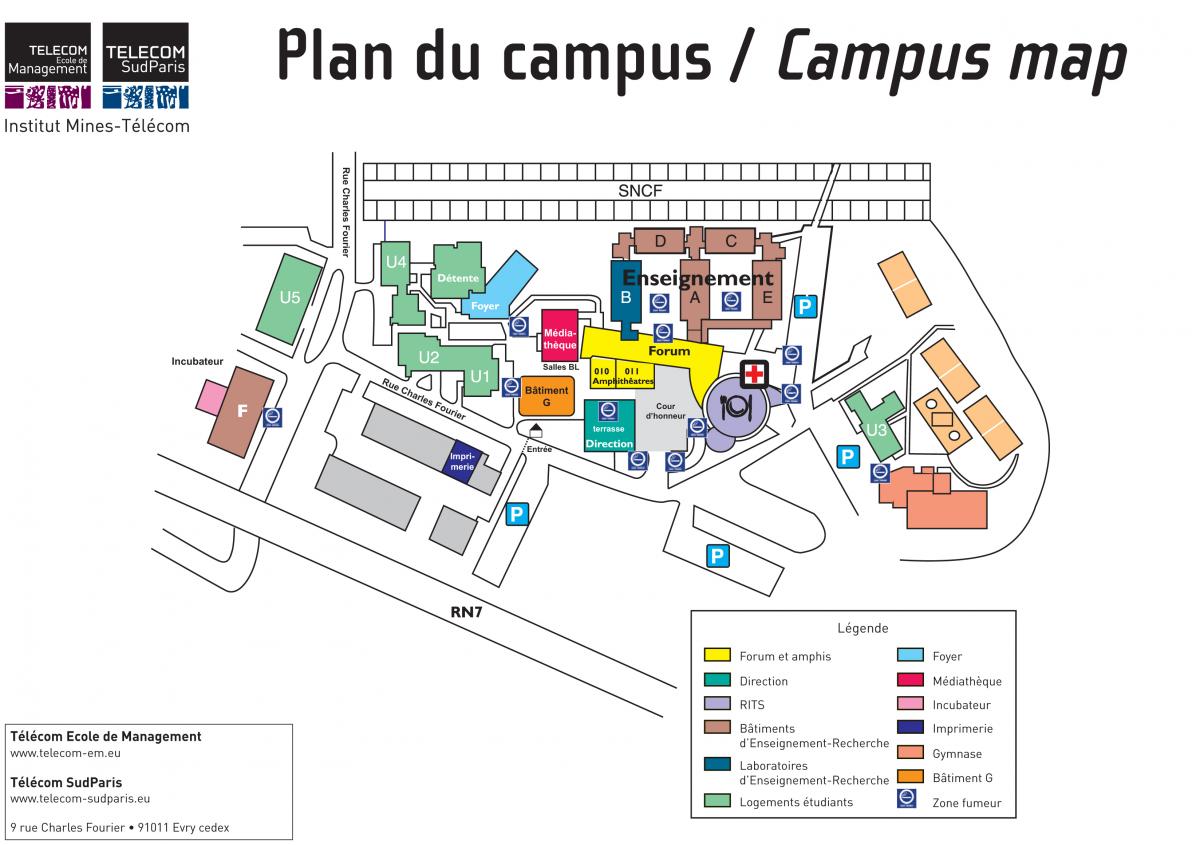 TELECOM
Ecole de
Management
TELECOM
SudParis
Institut Mines-Télécom
Plan du campus / Campus map
Rue Charles Fourier
SNCF
D
C
U4
Détente
Foyer
Enseignement
B
A
E
U5
P
Média-
thèque
Salles BL
Forum
010
011
Amphithéatres
U2
U1
Incubateur
F
Rue Charles Fourier
Bâtiment
G
Cour
d'honneur
terrasse
Direction
Entrée
Impri-
merie
U3
P
P
P
RN7
Légende
Forum et amphis
Direction
RITS
Bâtiments
d'Enseignement-Recherche
Laboratoires
d'Enseignement-Recherche
Logements étudiants
Foyer
Médiathèque
Incubateur
Imprimerie
Gymnase
Bâtiment G
Zone fumeur
Télécom Ecole de Management
www.telecom-em.eu
Télécom SudParis
www.telecom-sudparis.eu
9 rue Charles Fourier • 91011 Evry cedex